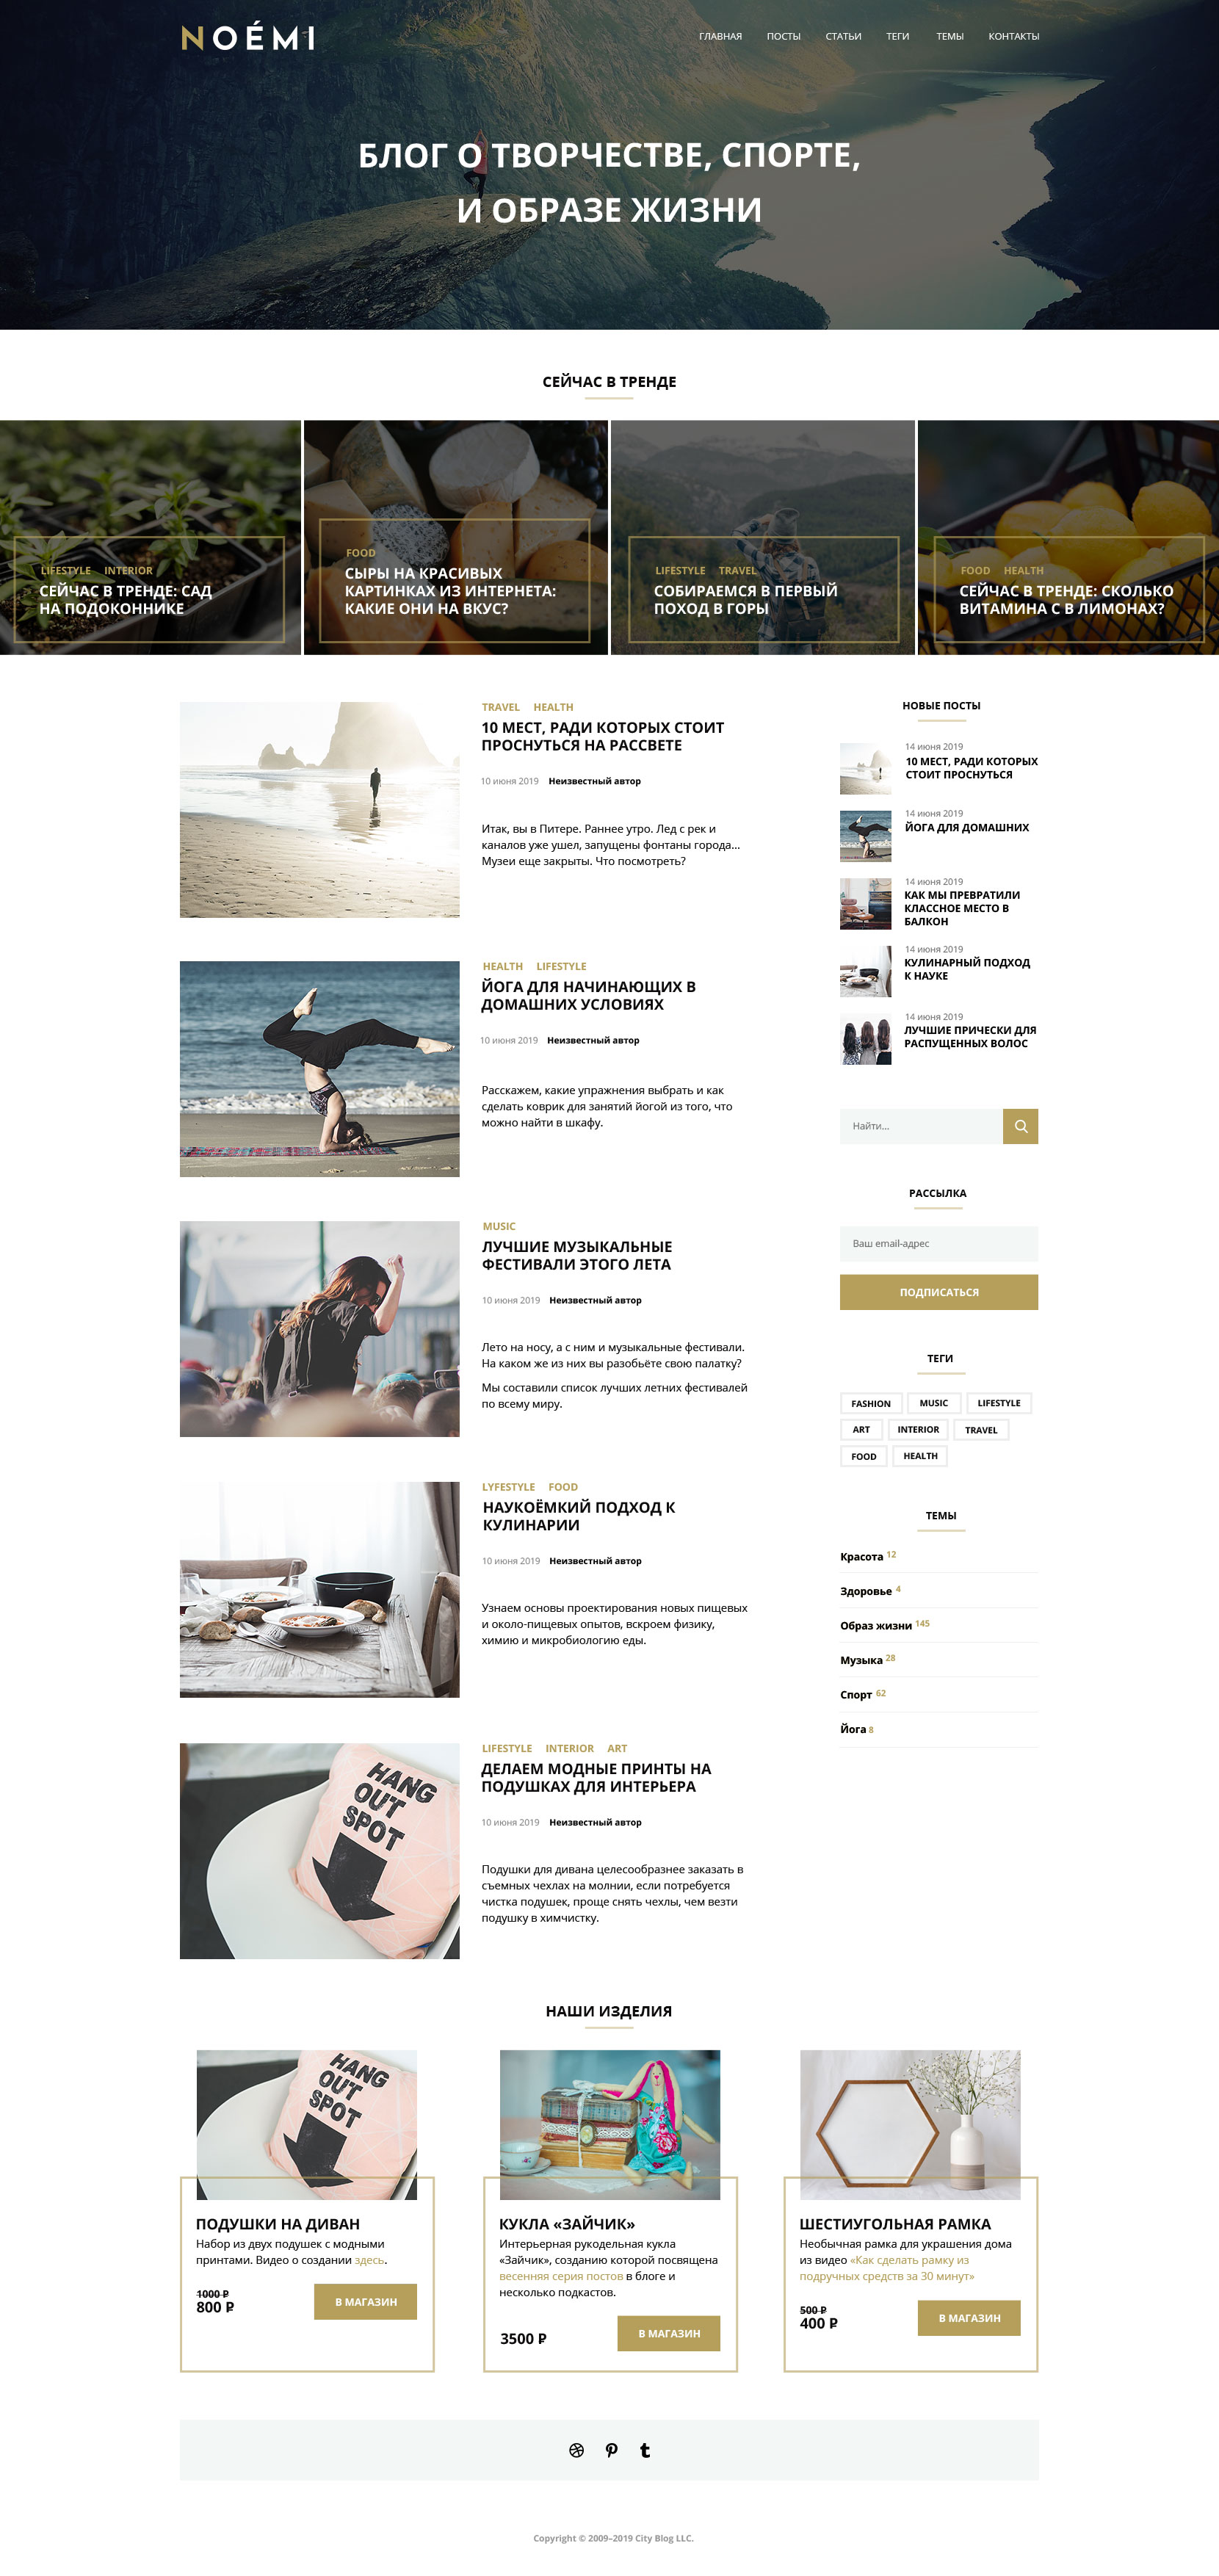 NOÉMI
ГЛАВНАЯ ПОСТЫ СТАТЬИ ТЕГИ ТЕМЫ КОНТАКТЫ
БЛОГ О ТВОРЧЕСТВЕ, СПОРТЕ,
И ОБРАЗЕ ЖИЗНИ
СЕЙЧАС В ТРЕНДЕ
LIFESTYLE INTERIOR
СЕЙЧАС В ТРЕНДЕ: САД
НА ПОДОКОННИКЕ
FOOD
СЫРЫ НА КРАСИВЫХ
КАРТИНКАХ ИЗ ИНТЕРНЕТА:
КАКИЕ ОНИ НА ВКУС?
LIFESTYLE TRAVEL
СОБИРАЕМСЯ В ПЕРВЫЙ
ПОХОД В ГОРЫ
FOOD HEALTH
СЕЙЧАС В ТРЕНДЕ: СКОЛЬКО
ВИТАМИНА С В ЛИМОНАХ?
TRAVEL HEALTH
10 МЕСТ, РАДИ КОТОРЫХ СТОИТ
ПРОСНУТЬСЯ НА РАССВЕТЕ
10 июня 2019 Неизвестный автор
Итак, вы в Питере. Раннее утро. Лед с рек и
каналов уже ушел, запущены фонтаны города...
Музеи еще закрыты. Что посмотреть?
HEALTH LIFESTYLE
ЙОГА ДЛЯ НАЧИНАЮЩИХ В
ДОМАШНИХ УСЛОВИЯХ
10 июня 2019 Неизвестный автор
Расскажем, какие упражнения выбрать и как
сделать коврик для занятий йогой из того, что
можно найти в шкафу.
MUSIC
ЛУЧШИЕ МУЗЫКАЛЬНЫЕ
ФЕСТИВАЛИ ЭТОГО ЛЕТА
10 июня 2019 Неизвестный автор
Лето на носу, а с ним и музыкальные фестивали.
На каком же из них вы разобьёте свою палатку?
Мы составили список лучших летних фестивалей
по всему миру.
LYFESTYLE FOOD
НАУКОЁМКИЙ ПОДХОД К
КУЛИНАРИИ
10 июня 2019 Неизвестный автор
Узнаем основы проектирования новых пищевых
и около-пищевых опытов, вскроем физику,
химию и микробиологию еды.
HANG
OUT
SPOT
LIFESTYLE INTERIOR ART
ДЕЛАЕМ МОДНЫЕ ПРИНТЫ НА
ПОДУШКАХ ДЛЯ ИНТЕРЬЕРА
10 июня 2019 Неизвестный автор
Подушки для дивана целесообразнее заказать в
съемных чехлах на молнии, если потребуется
чистка подушек, проще снять чехлы, чем везти
подушку в химчистку.
НОВЫЕ ПОСТЫ
14 июня 2019
10 МЕСТ, РАДИ КОТОРЫХ
СТОИТ ПРОСНУТЬСЯ
14 июня 2019
ЙОГА ДЛЯ ДОМАШНИХ
14 июня 2019
КАК МЫ ПРЕВРАТИЛИ
КЛАССНОЕ МЕСТО В
БАЛКОН
14 июня 2019
КУЛИНАРНЫЙ ПОДХОД
К НАУКЕ
14 июня 2019
ЛУЧШИЕ ПРИЧЕСКИ ДЛЯ
РАСПУЩЕННЫХ ВОЛОС
Найти...
РАССЫЛКА
Ваш email-адрес
ПОДПИСАТЬСЯ
ТЕГИ
FASHION MUSIC LIFESTYLE
ART INTERIOR TRAVEL
FOOD HEALTH
ТЕМЫ
Красота 12
Здоровье 4
Образ жизни 145
Музыка 28
Спорт 62
Йога 8
НАШИ ИЗДЕЛИЯ
HANG
OUT
SPOT
ПОДУШКИ НА ДИВАН
Набор из двух подушек с модными
принтами. Видео о создании здесь.
1000 ₽
800 ₽
В МАГАЗИН
КУКЛА «ЗАЙЧИК»
Интерьерная рукодельная кукла
«Зайчик», созданию которой посвящена
весенняя серия постов в блоге и
несколько подкастов.
3500 ₽
В МАГАЗИН
ШЕСТИУГОЛЬНАЯ РАМКА
Необычная рамка для украшения дома
из видео «Как сделать рамку из
подручных средств за 30 минут»
500 ₽
400 ₽
В МАГАЗИН
Copyright © 2009–2019 City Blog LLC.